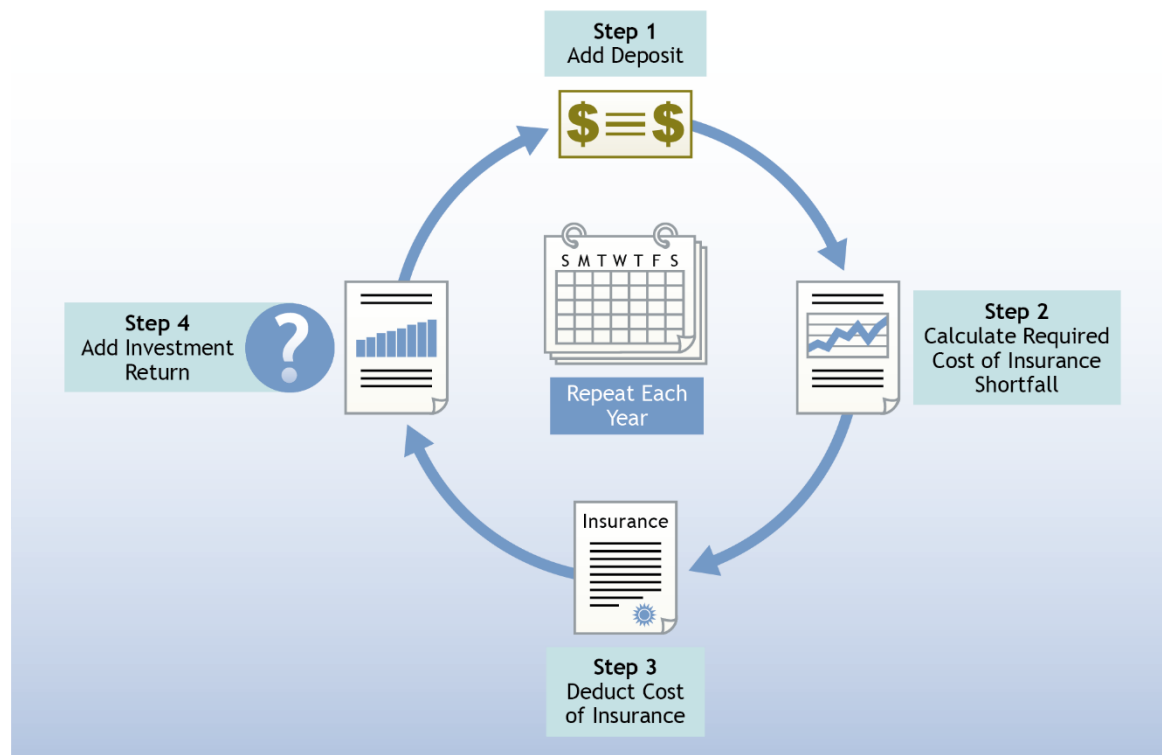 Step 1
Add Deposit
$ $
S M T W T F S
Step 4
Add Investment
Return
?
Step 2
Calculate Required
Cost of Insurance
Shortfall
Repeat Each
Year
Insurance
Step 3
Deduct Cost
of Insurance